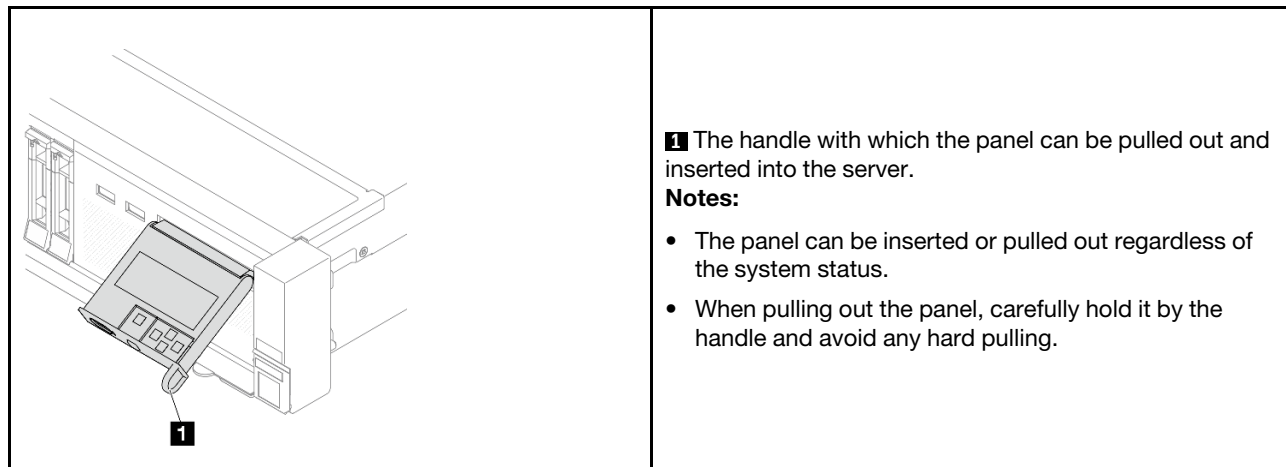 1 The handle with which the panel can be pulled out and
inserted into the server.
Notes:
• The panel can be inserted or pulled out regardless of
the system status.
• When pulling out the panel, carefully hold it by the
handle and avoid any hard pulling.
1